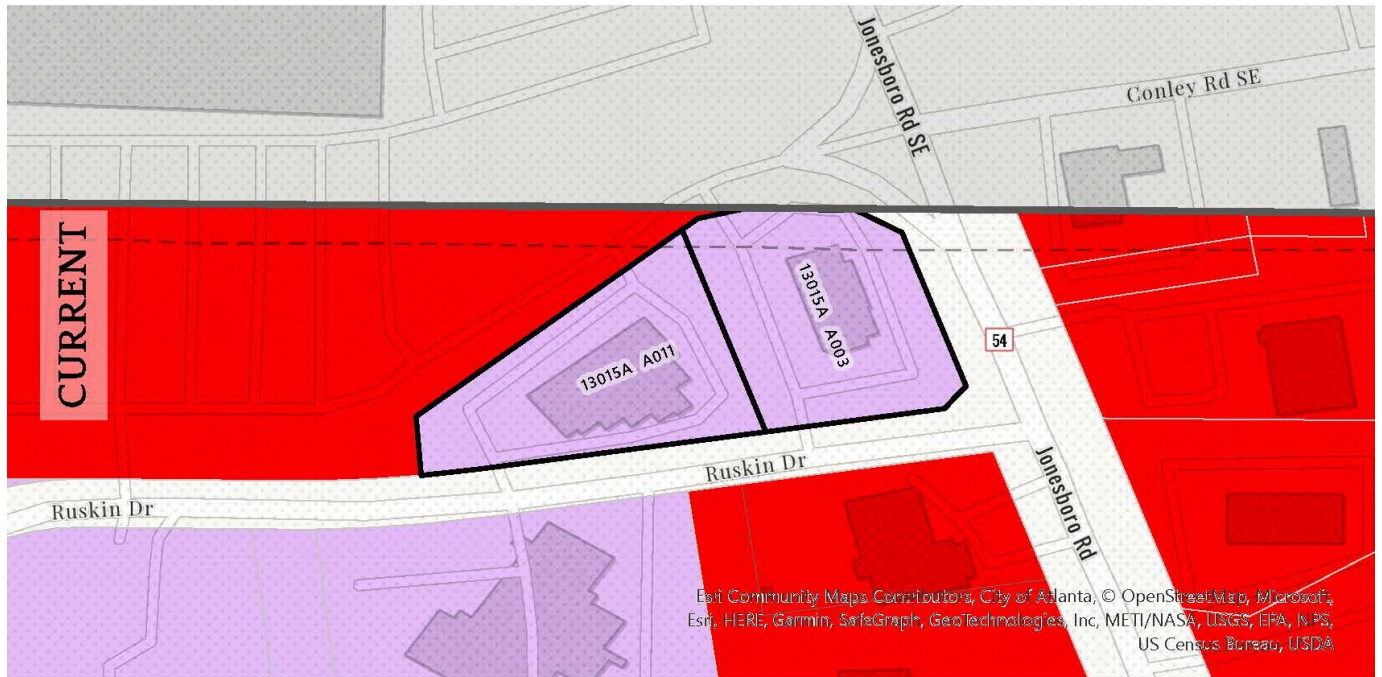 Jonesboro Rd SE
Conley Rd SE
CURRENT
13015A A003
54
13015A A011
Ruskin Dr
Jonesboro Rd
Ruskin Dr
Esri Community Maps Contributors, City of Atlanta, © OpenStreetMap, Microsoft,
Esri, HERE, Garmin, SafeGraph, GeoTechnologies, Inc, METI/NASA, USGS, EPA, NPS,
US Census Bureau, USDA